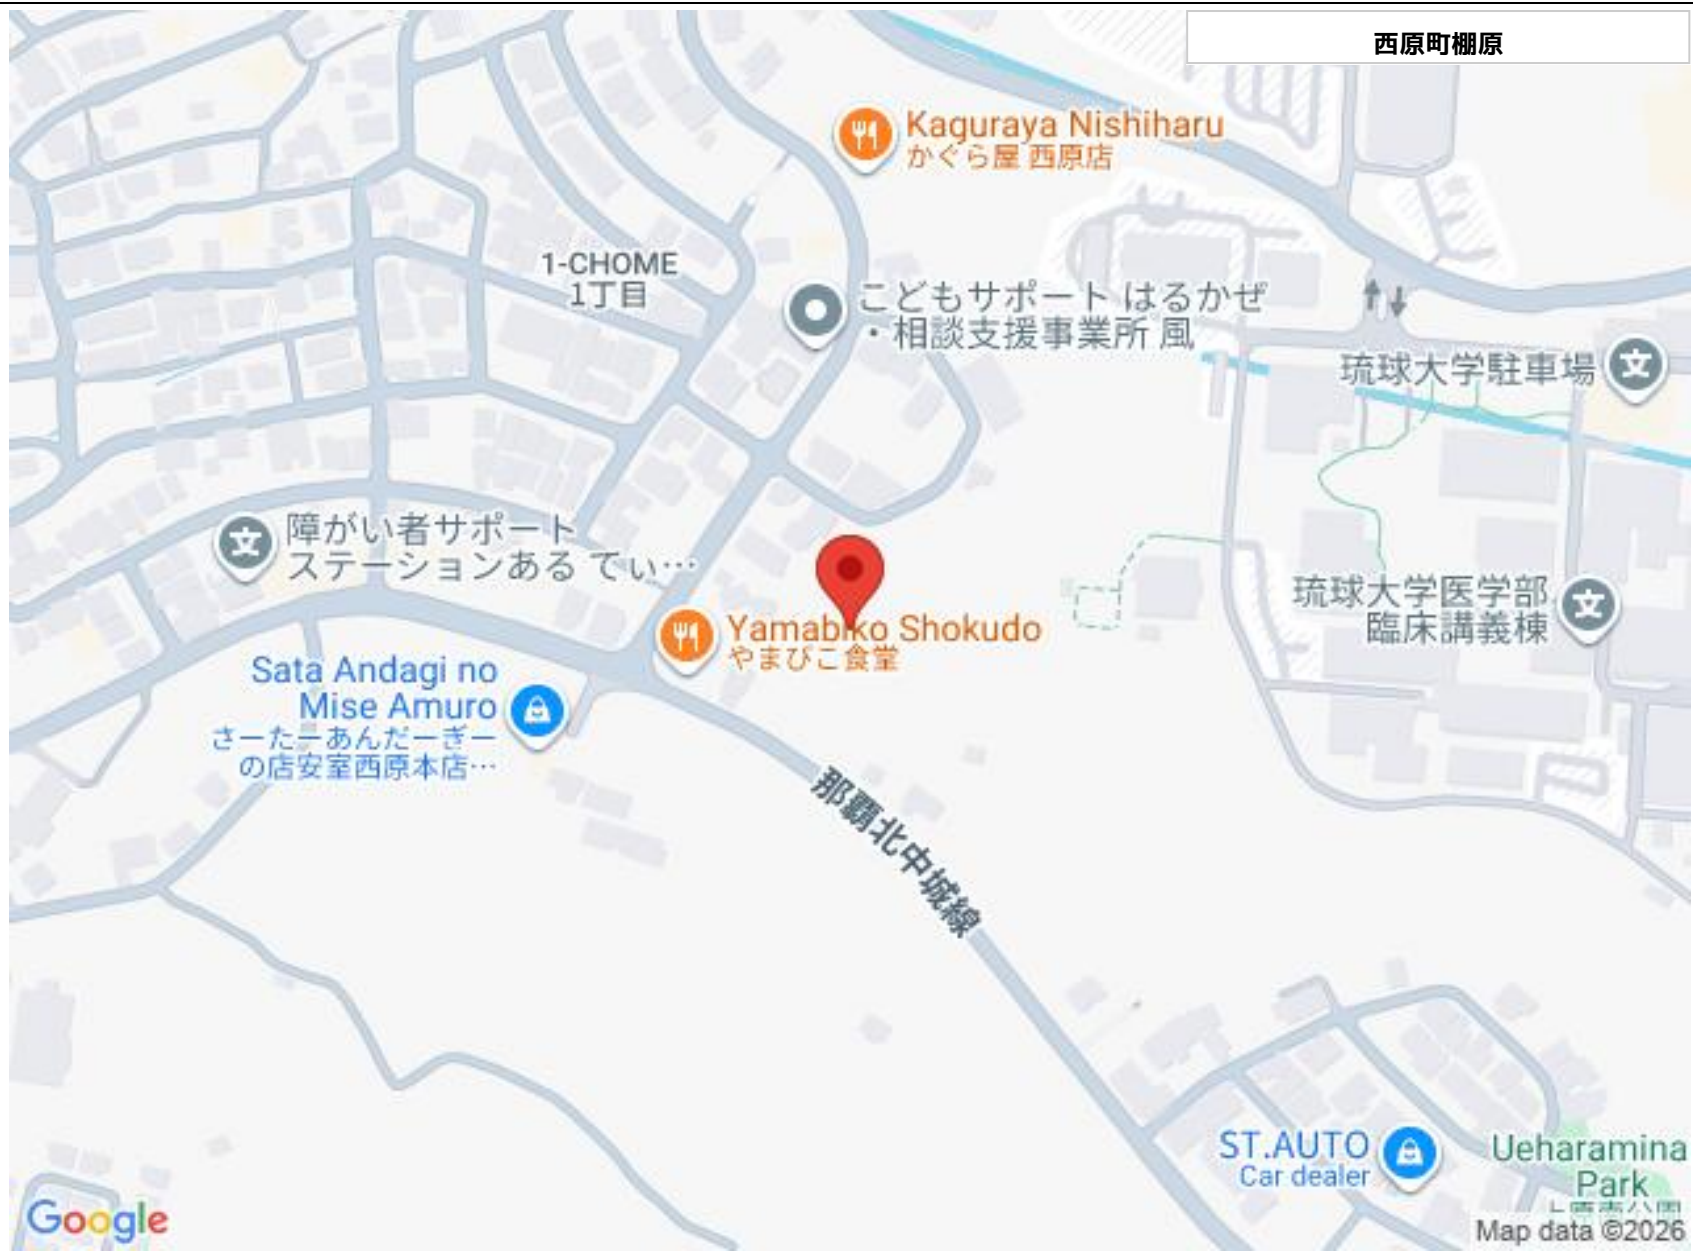 西原町棚原
Kaguraya Nishiharu
かぐら屋 西原店
1-CHOME
1丁目
こどもサポート はるかぜ
・相談支援事業所 風
琉球大学駐車場
障がい者サポート
ステーションある てぃ…
琉球大学医学部
臨床講義棟
Yamabiko Shokudo
やまびこ食堂
Sata Andagi no
Mise Amuro
さーたーあんだーぎー
の店安室西原本店…
那覇北中城線
ST.AUTO
Car dealer
Ueharamina
Park
Google
Map data ©2026